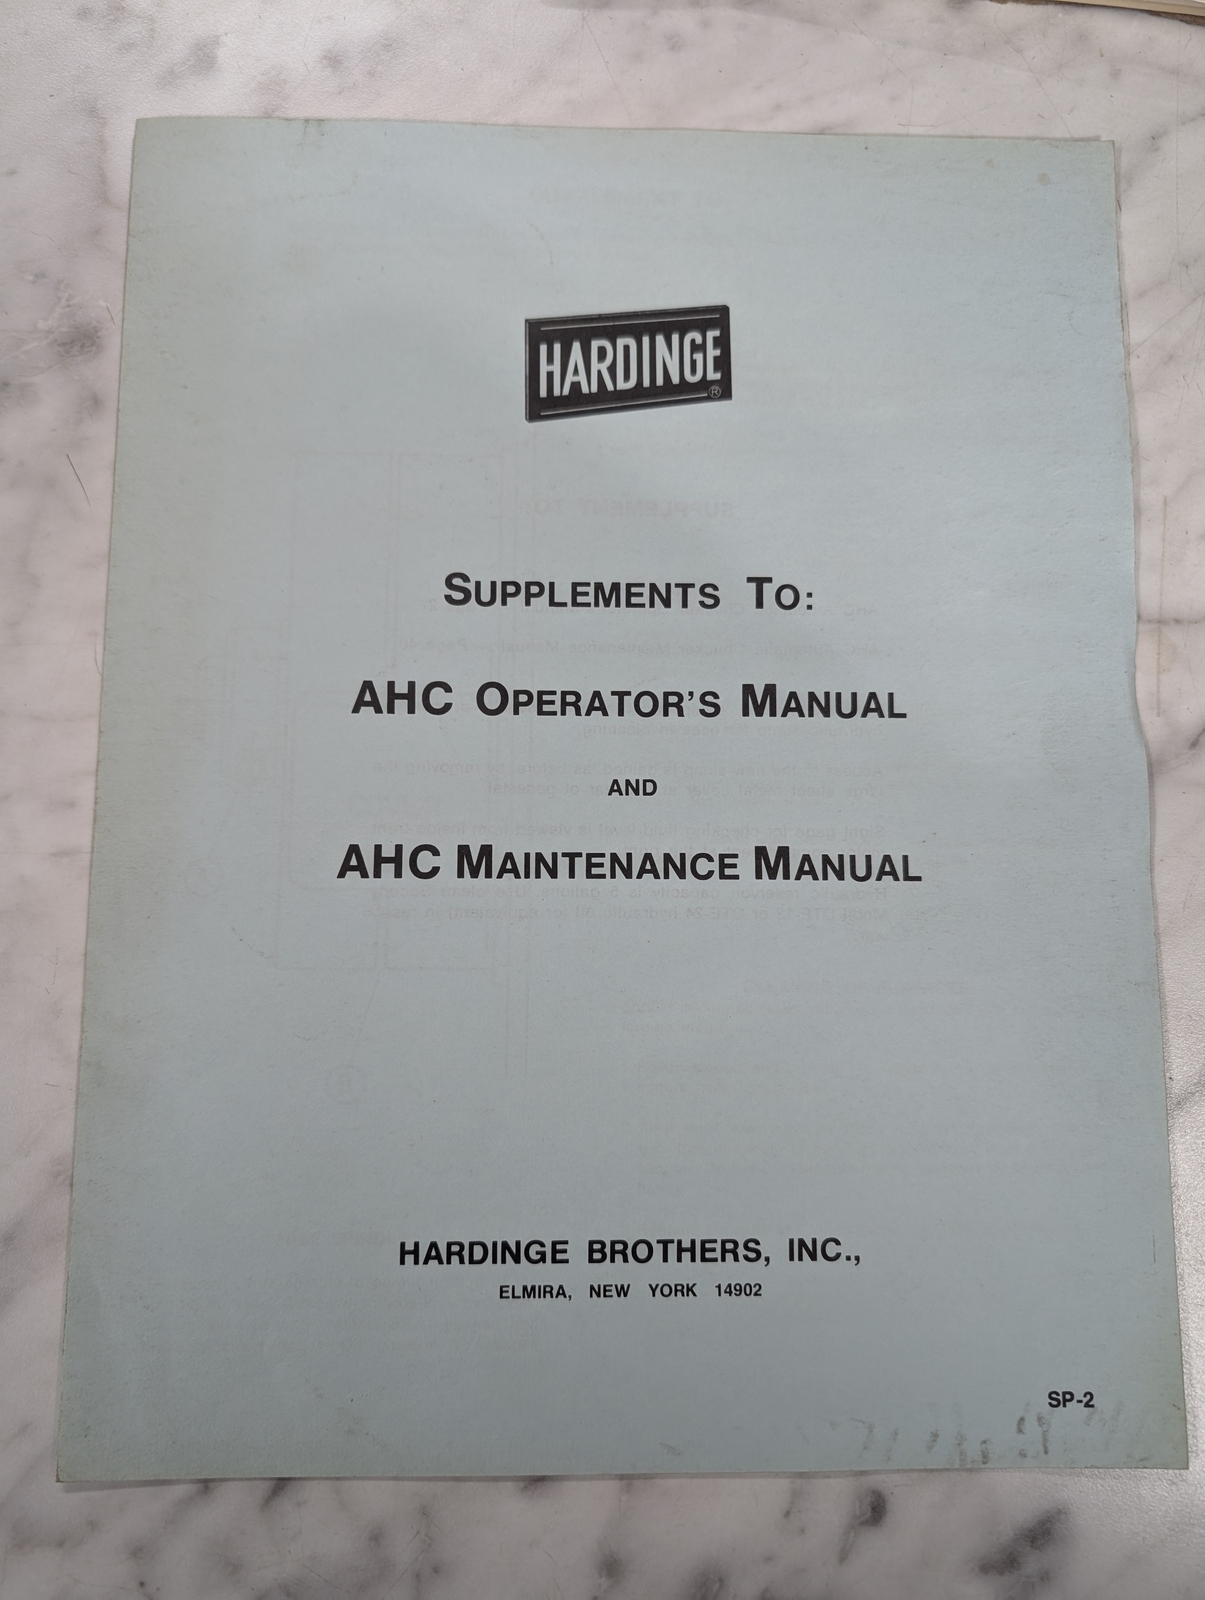 HARDINGE
®
SUPPLEMENTS TO:
AHC OPERATOR'S MANUAL
AND
AHC MAINTENANCE MANUAL
HARDINGE BROTHERS, INC.,
ELMIRA, NEW YORK 14902
SP-2